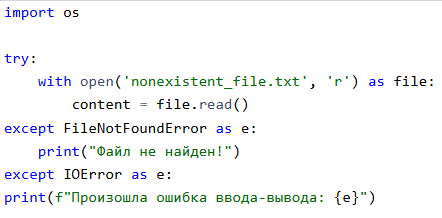 import os

try:
    with open('nonexistent_file.txt', 'r') as file:
        content = file.read()
except FileNotFoundError as e:
    print("Файл не найден!")
except IOError as e:
print(f"Произошла ошибка ввода-вывода: {e}")